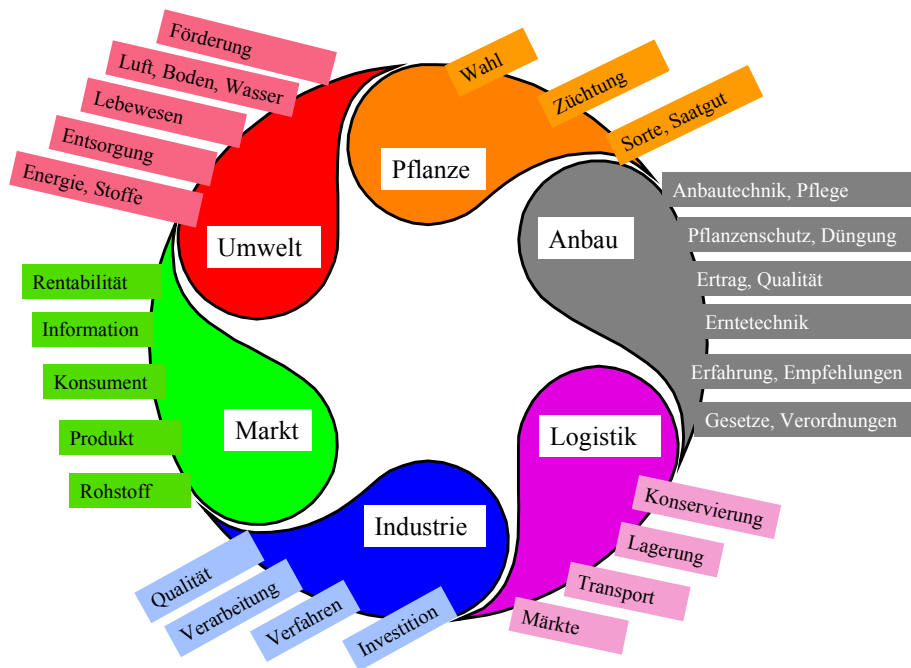 Förderung
Luft, Boden, Wasser
Lebewesen
Entsorgung
Energie, Stoffe
Umwelt
Wahl
Züchtung
Sorte, Saatgut
Pflanze
Anbau
Anbautechnik, Pflege
Pflanzenschutz, Düngung
Ertrag, Qualität
Erntetechnik
Erfahrung, Empfehlungen
Gesetze, Verordnungen
Logistik
Konservierung
Lagerung
Transport
Märkte
Industrie
Qualität
Verarbeitung
Verfahren
Investition
Markt
Rentabilität
Information
Konsument
Produkt
Rohstoff